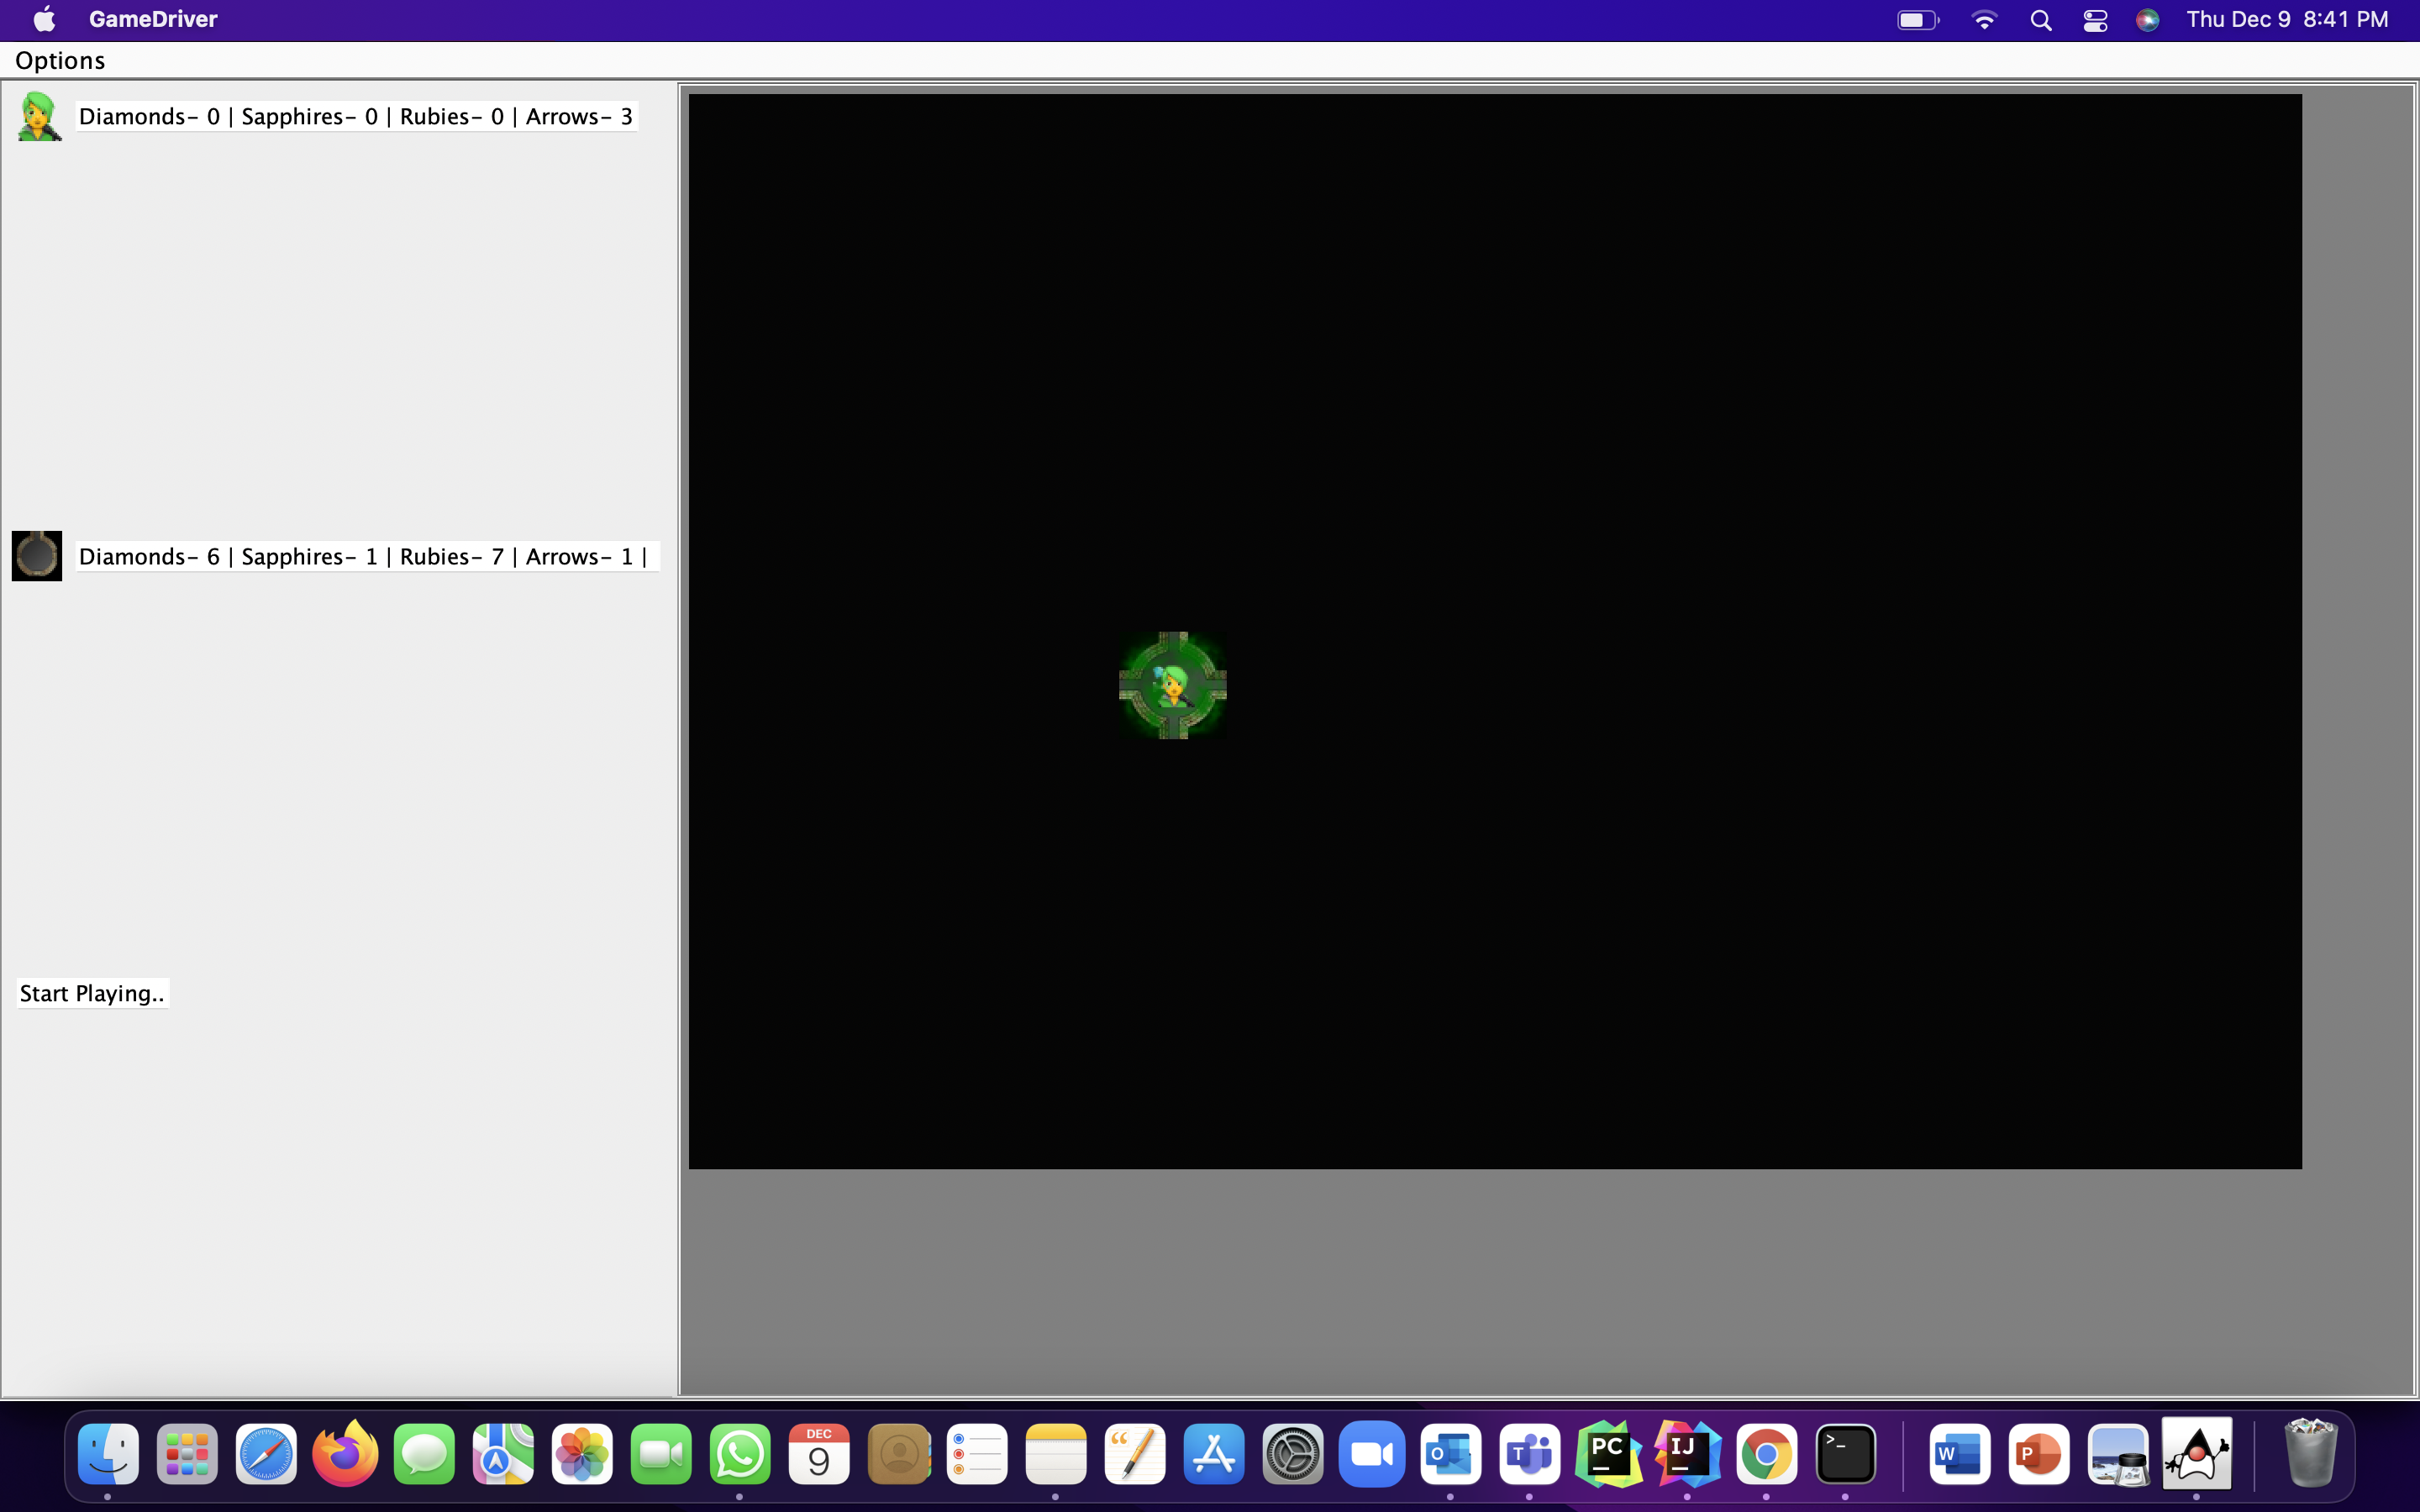 GameDriver
Thu Dec 9 8:41 PM
Options
Diamonds- 0 | Sapphires- 0 | Rubies- 0 | Arrows- 3
Diamonds- 6 | Sapphires- 1 | Rubies- 7 | Arrows- 1 |
Start Playing..
DEC
9
O
T
PC
IJ
>_
W
P